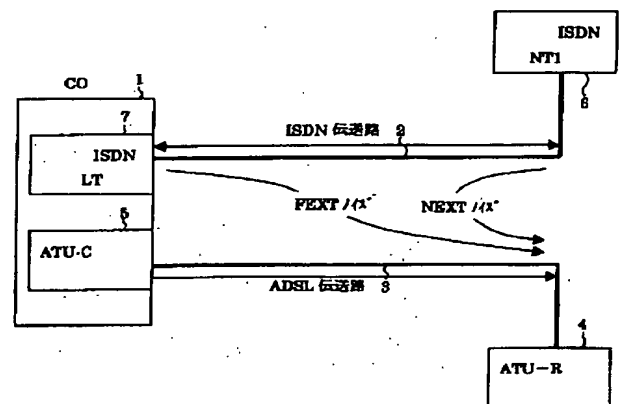 ISDN
NT1
6
CO
1
7
ISDN
LT
ISDN 伝送路
2
FEXT ノイズ
NEXT ノイズ
5
ATU-C
ADSL 伝送路
3
4
ATU-R